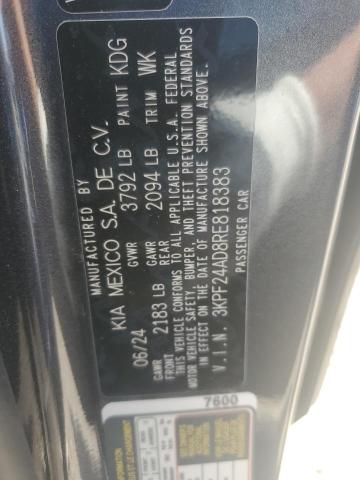 MANUFACTURED BY
KIA MEXICO S.A. DE C.V.
06/24 GVWR 3792 LB PAINT KDG
GAWR FRONT 2183 LB GAWR REAR 2094 LB TRIM WK
THIS VEHICLE CONFORMS TO ALL APPLICABLE U.S.A. FEDERAL
MOTOR VEHICLE SAFETY, BUMPER, AND THEFT PREVENTION STANDARDS
IN EFFECT ON THE DATE OF MANUFACTURE SHOWN ABOVE.
V.I.N. 3KPF24AD8RE818383
PASSENGER CAR
7600